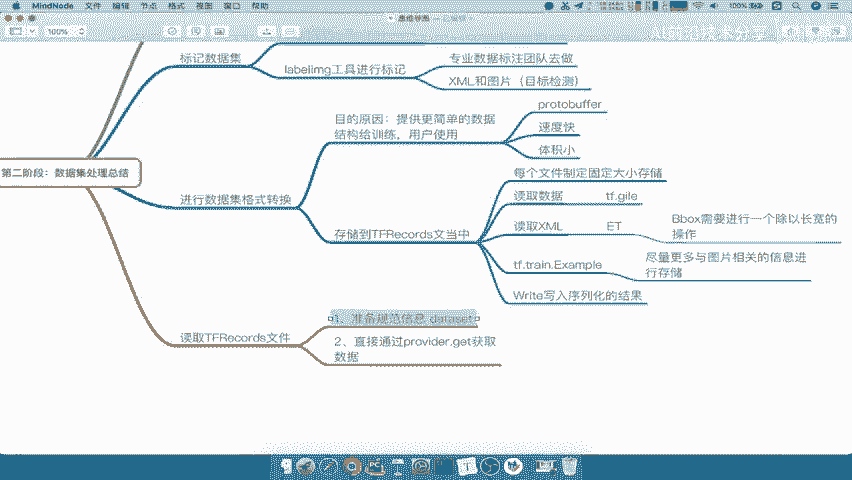 MindNode 文件 编辑 节点 格式 视图 窗口 帮助
100%
100%
标记数据集
labelimg工具进行标记
专业数据标注团队去做
XML和图片（目标检测）
目的原因：提供更简单的数据
结构给训练，用户使用
protobuffer
速度快
体积小
第二阶段：数据集处理总结
进行数据集格式转换
存储到TFRecords文当中
每个文件制定固定大小存储
读取数据 tf.gile
读取XML ET
Bbox需要进行一个除以长宽的
操作
tf.train.Example
尽量更多与图片相关的信息进
行存储
Write写入序列化的结果
读取TFRecords文件
1、准备规范信息 dataset
2、直接通过provider.get获取
数据